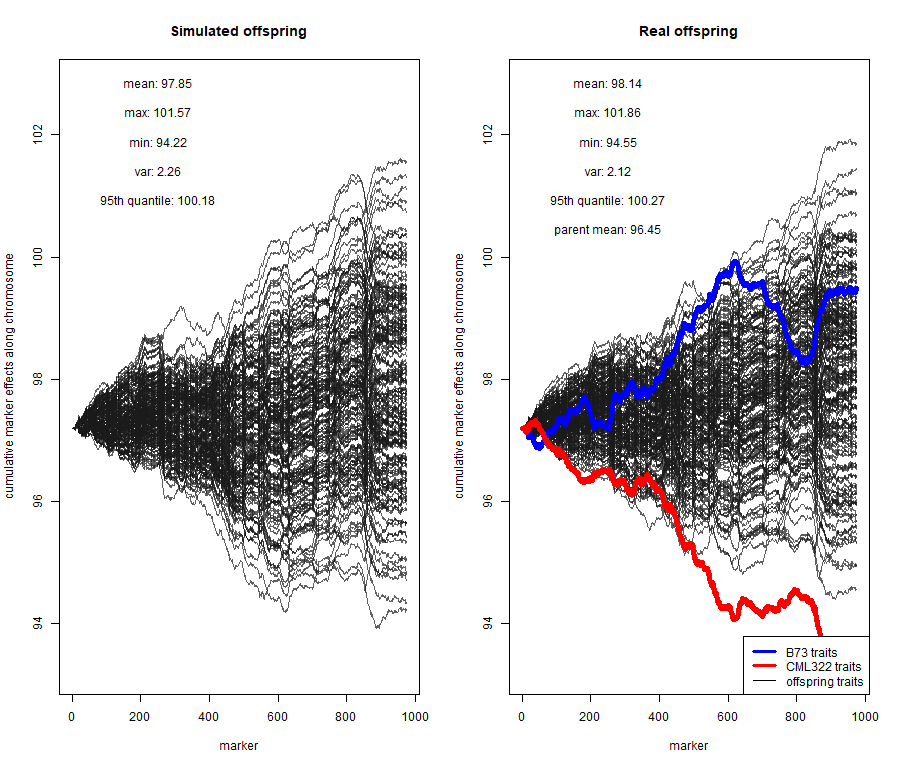 Simulated offspring
mean: 97.85
max: 101.57
min: 94.22
var: 2.26
95th quantile: 100.18
cumulative marker effects along chromosome
102
100
98
96
94
0 200 400 600 800 1000
marker
Real offspring
mean: 98.14
max: 101.86
min: 94.55
var: 2.12
95th quantile: 100.27
parent mean: 96.45
cumulative marker effects along chromosome
102
100
98
96
94
B73 traits
CML322 traits
offspring traits
0 200 400 600 800 1000
marker